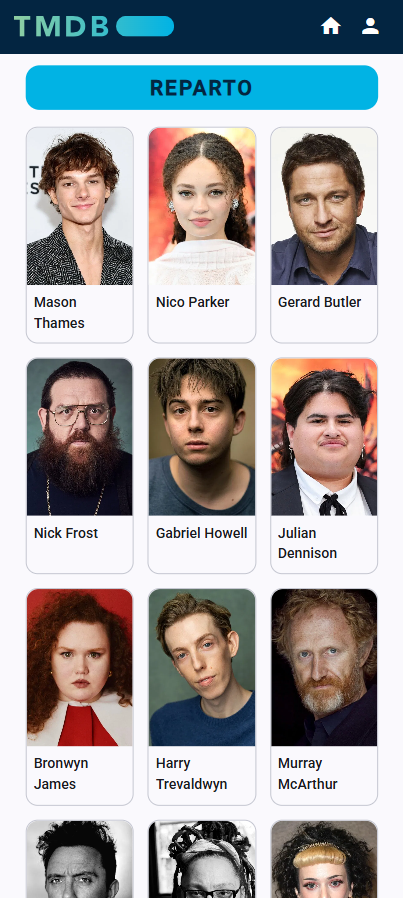 TMDB
REPARTO
Mason
Thames
Nico Parker
Gerard Butler
Nick Frost
Gabriel Howell
Julian
Dennison
Bronwyn
James
Harry
Trevaldwyn
Murray
McArthur